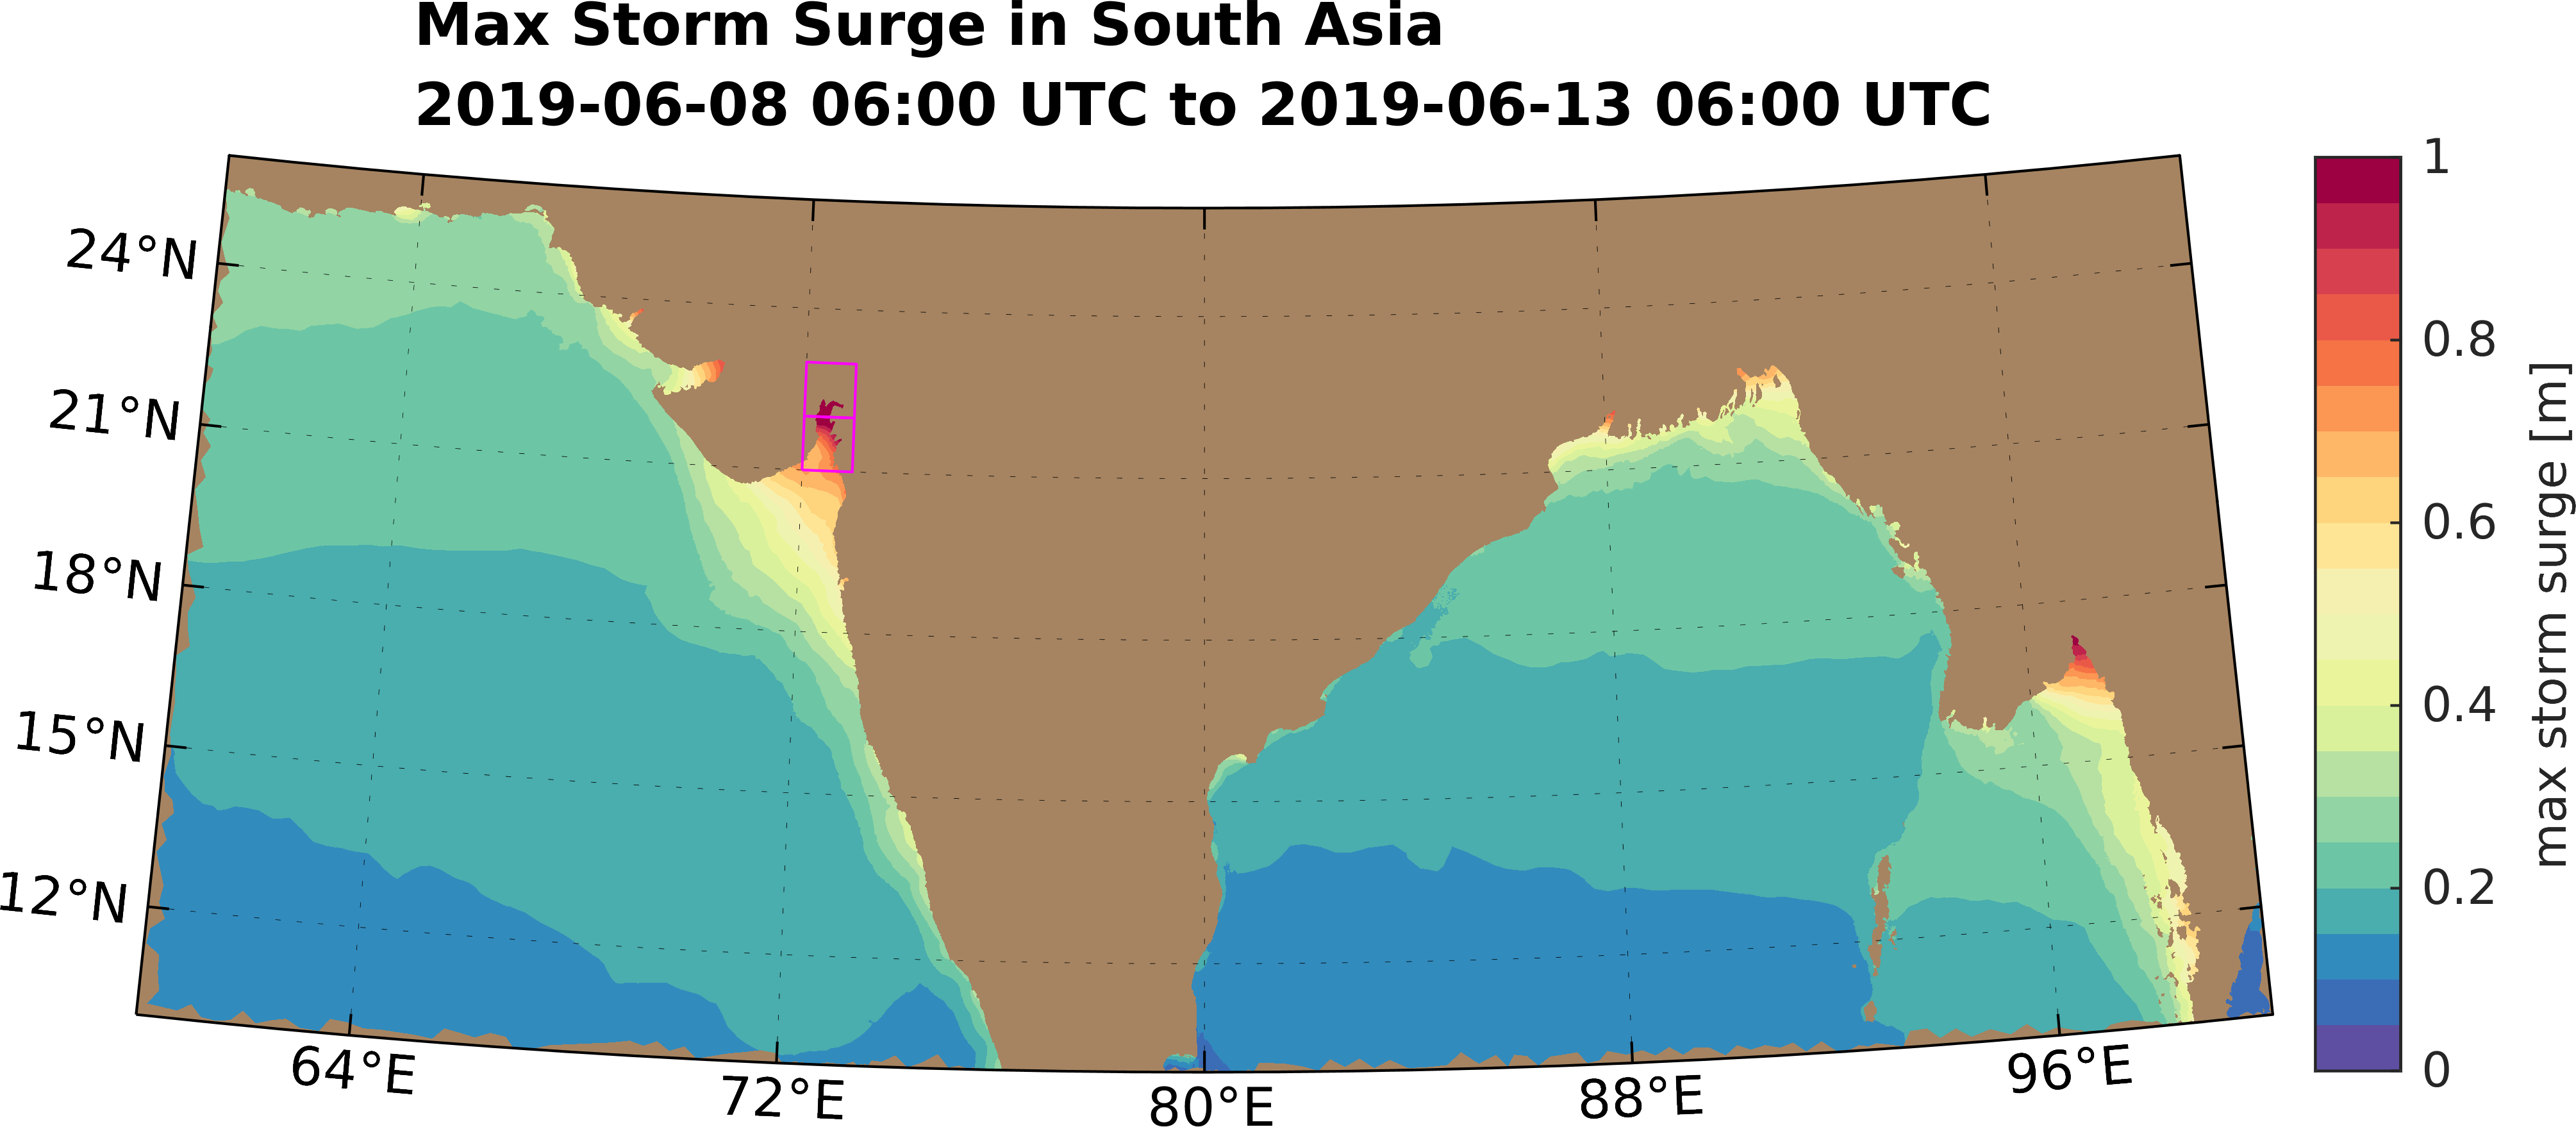 Max Storm Surge in South Asia
2019-06-08 06:00 UTC to 2019-06-13 06:00 UTC
24°N
21°N
18°N
15°N
12°N
64°E
72°E
80°E
88°E
96°E
1
0.8
0.6
0.4
0.2
0
max storm surge [m]